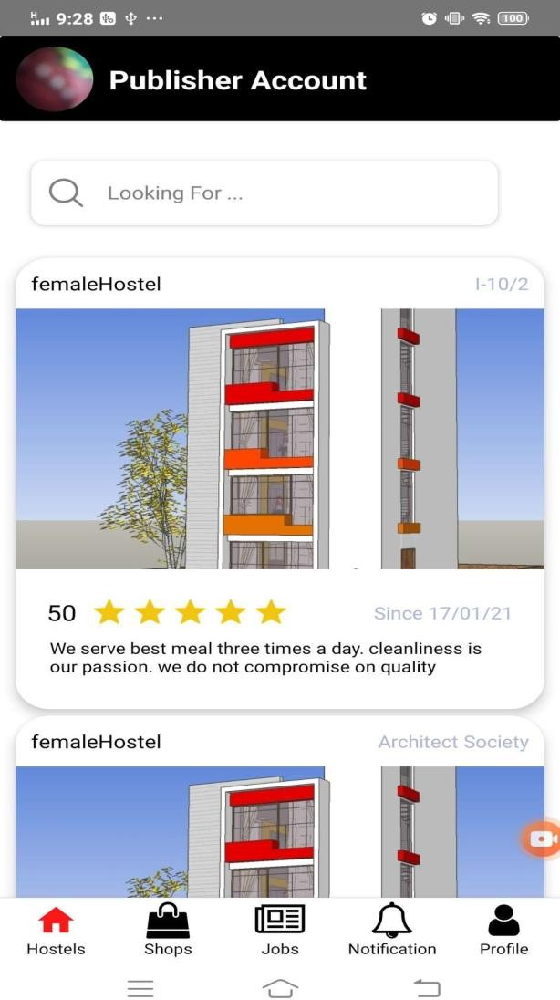 H 9:28 ... 100
Publisher Account
Looking For ...
femaleHostel I-10/2
50 Since 17/01/21
We serve best meal three times a day. cleanliness is
our passion. we do not compromise on quality
femaleHostel Architect Society
Hostels Shops Jobs Notification Profile